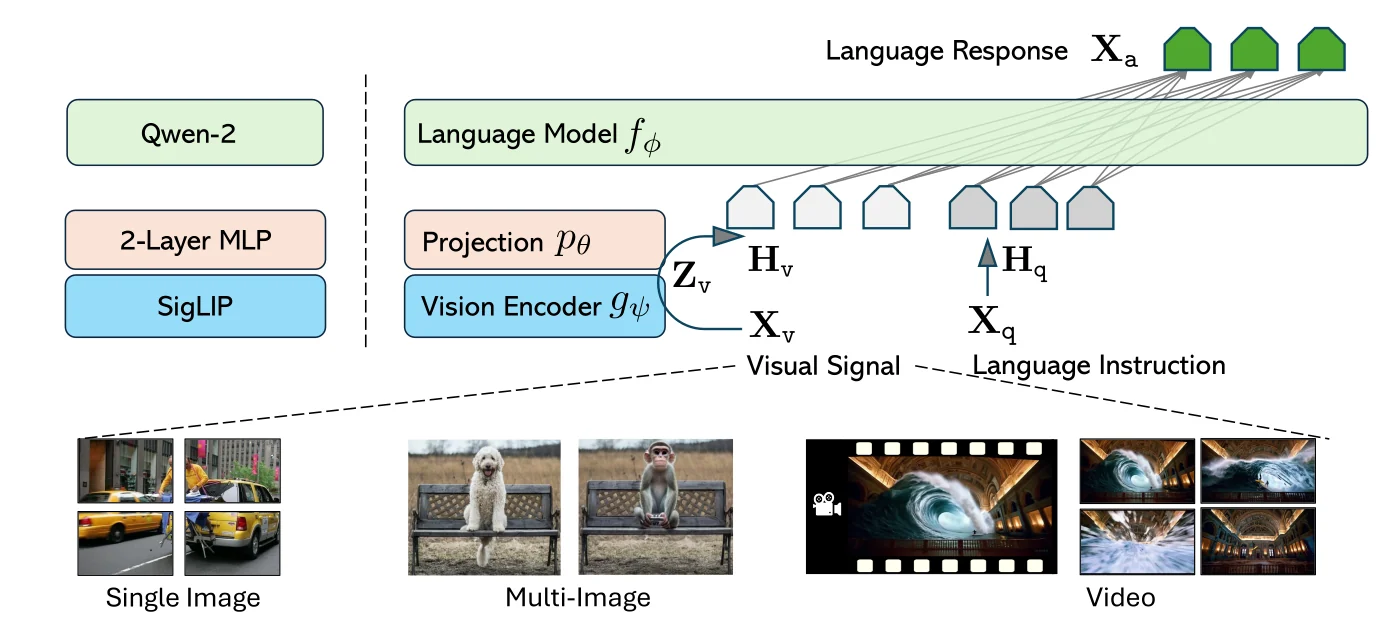 Language Response X_a
Qwen-2
Language Model f_ϕ
2-Layer MLP
Projection p_θ
H_v
H_q
Z_v
SigLIP
Vision Encoder g_ψ
X_v
X_q
Visual Signal
Language Instruction
Single Image
Multi-Image
Video